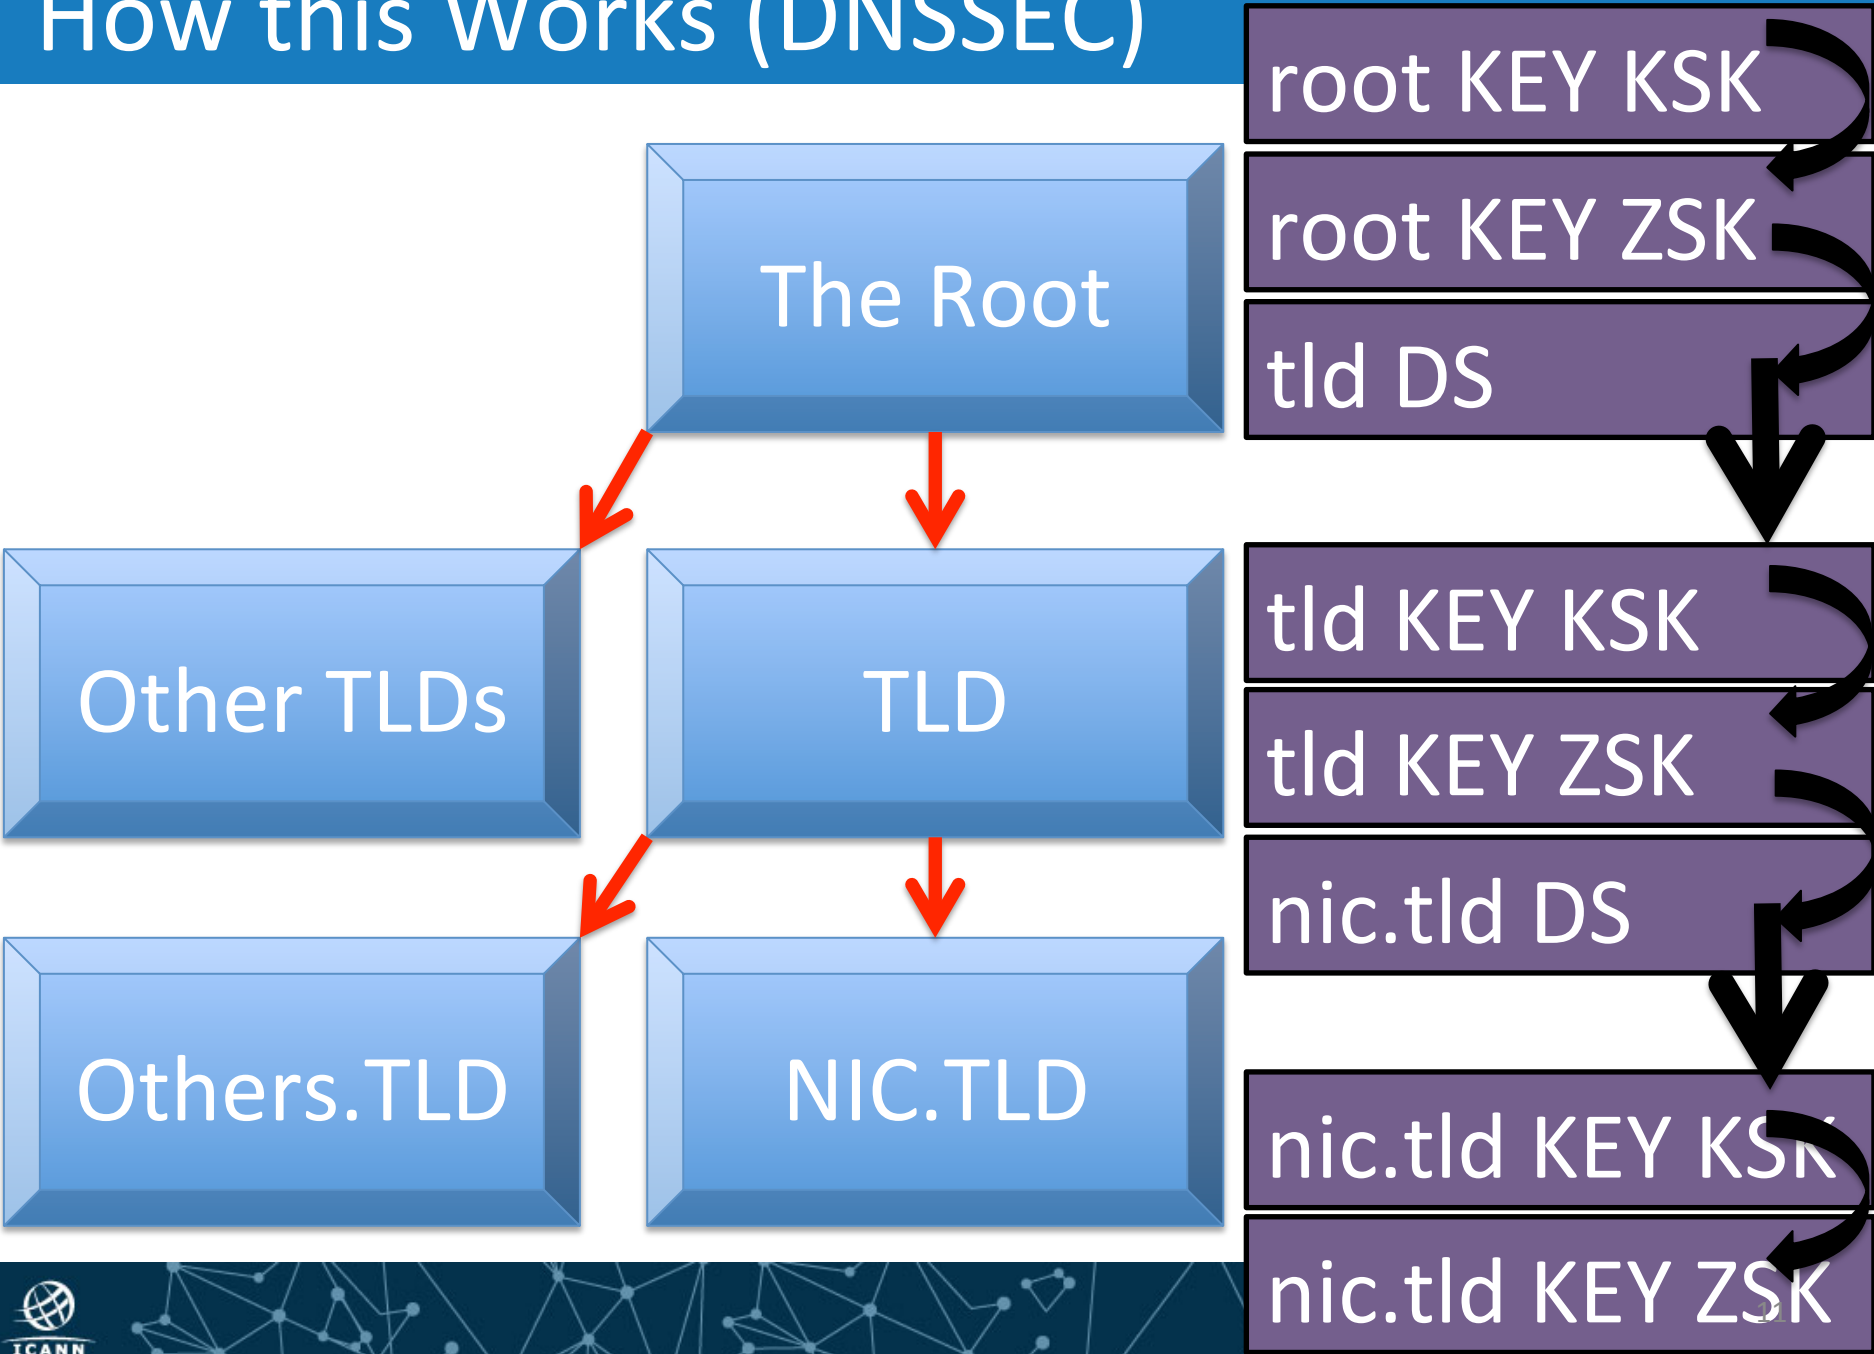 How this Works (DNSSEC)
root KEY KSK
root KEY ZSK
The Root
tld DS
tld KEY KSK
Other TLDs
TLD
tld KEY ZSK
nic.tld DS
Others.TLD
NIC.TLD
nic.tld KEY KSK
nic.tld KEY ZSK
11
ICANN